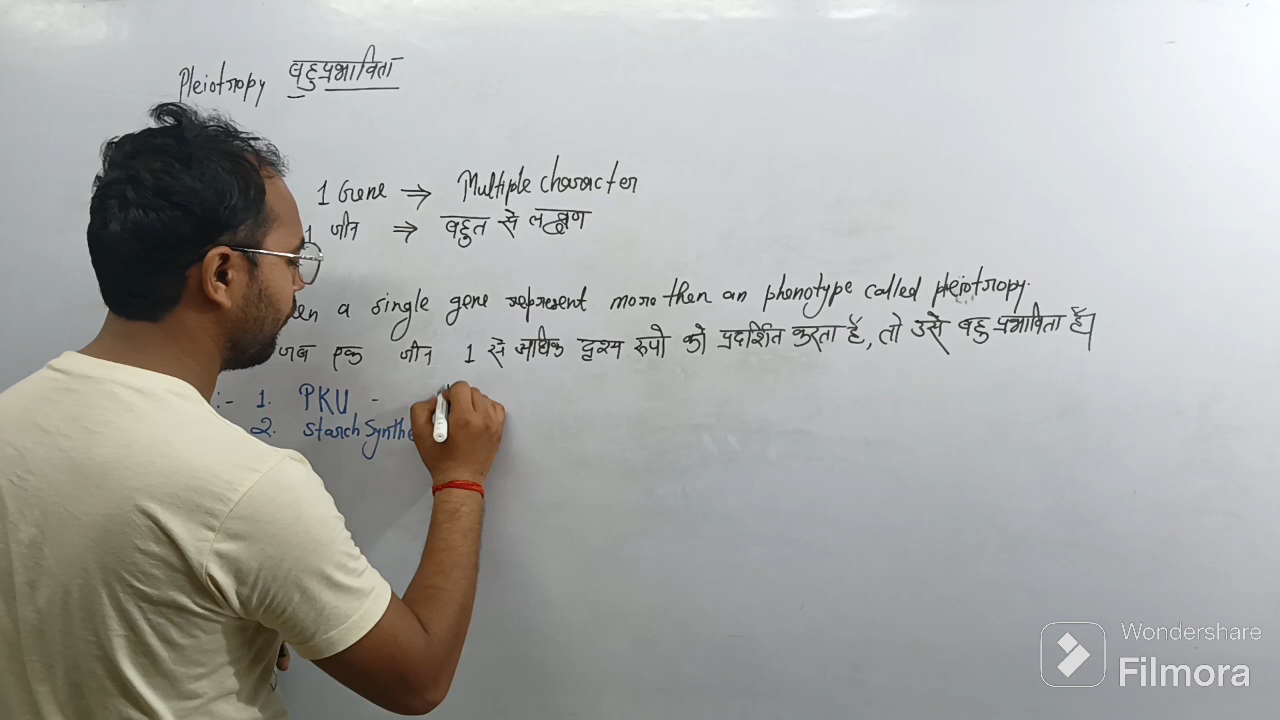 Pleiotropy बहुप्रभाविता
1 Gene ⇒ Multiple character
1 जीन ⇒ बहुत से लक्षण
en a single gene represent more then an phenotype called pleiotropy.
जब एक जीन 1 से अधिक दृश्य रुपो को प्रदर्शित करता है, तो उसे बहु प्रभाविता है।
:- 1. PKU -
2. Starch Synthe
Wondershare
Filmora